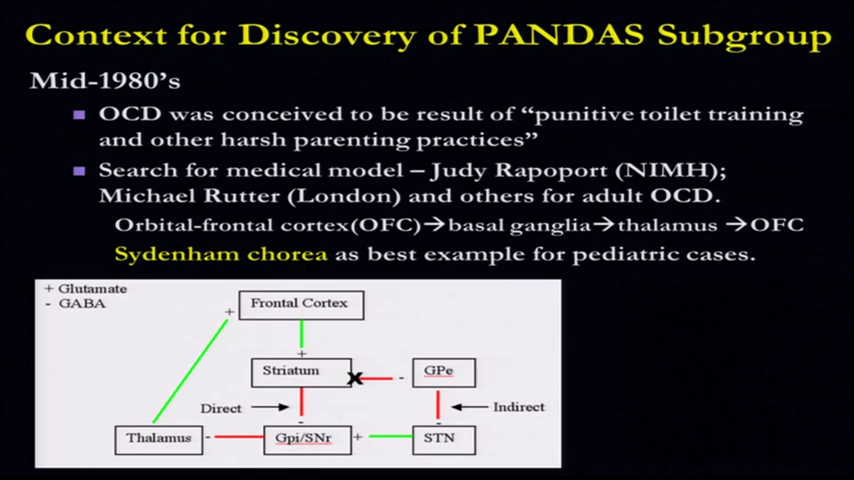 Context for Discovery of PANDAS Subgroup
Mid-1980's
OCD was conceived to be result of "punitive toilet training
and other harsh parenting practices"
Search for medical model – Judy Rapoport (NIMH);
Michael Rutter (London) and others for adult OCD.
Orbital-frontal cortex(OFC)→basal ganglia→thalamus →OFC
Sydenham chorea as best example for pediatric cases.
+ Glutamate
- GABA
+
Frontal Cortex
+
Striatum
X
-
GPe
Direct
Indirect
-
-
Thalamus
-
Gpi/SNr
+
STN